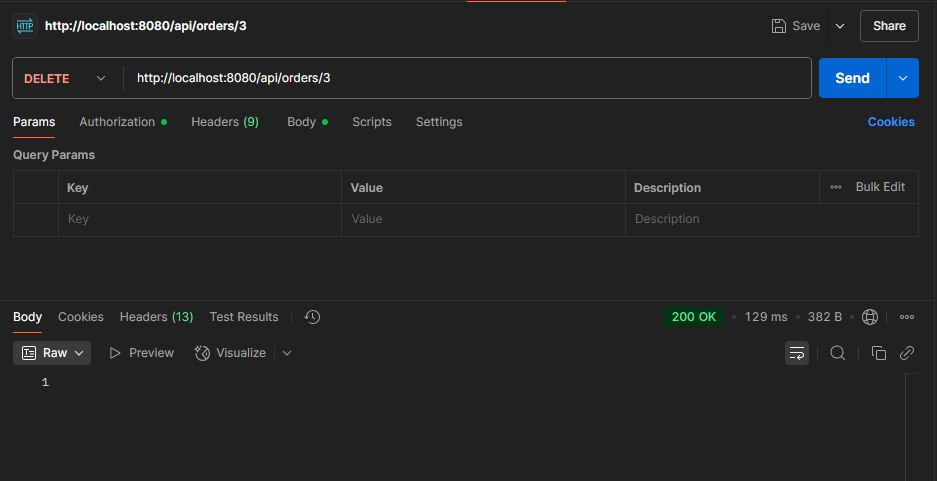 HTTP http://localhost:8080/api/orders/3 Save Share
DELETE http://localhost:8080/api/orders/3 Send
Params Authorization Headers (9) Body Scripts Settings Cookies
Query Params
Key Value Description Bulk Edit
Key Value Description
Body Cookies Headers (13) Test Results 200 OK 129 ms 382 B
Raw Preview Visualize
1